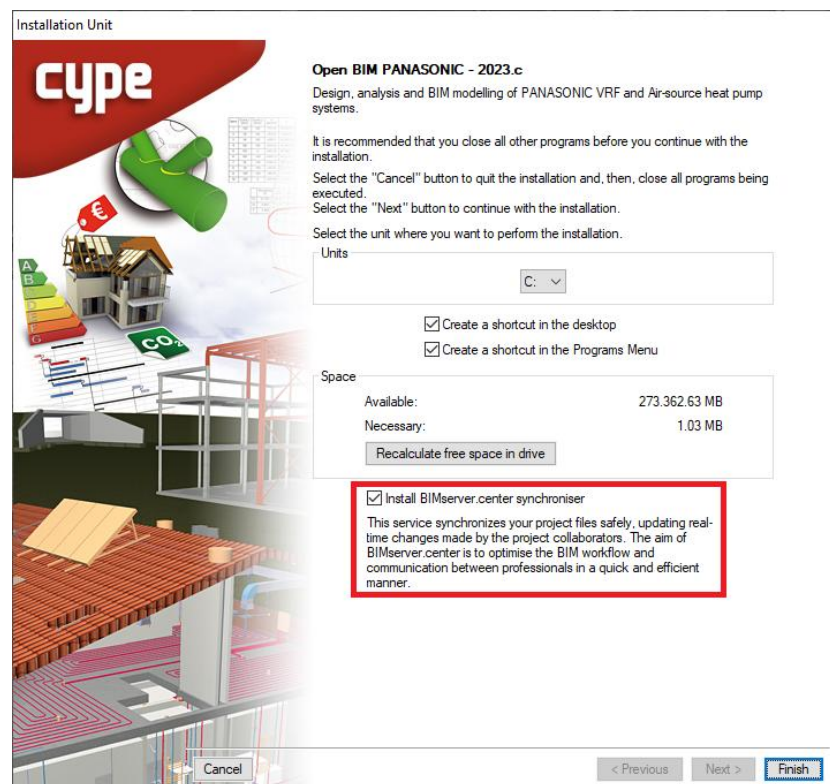 Installation Unit
cype
Open BIM PANASONIC - 2023.c
Design, analysis and BIM modelling of PANASONIC VRF and Air-source heat pump
systems.
It is recommended that you close all other programs before you continue with the
installation.
Select the "Cancel" button to quit the installation and, then, close all programs being
executed.
Select the "Next" button to continue with the installation.
Select the unit where you want to perform the installation.
Units
C:
Create a shortcut in the desktop
Create a shortcut in the Programs Menu
Space
Available: 273.362.63 MB
Necessary: 1.03 MB
Recalculate free space in drive
Install BIMserver.center synchroniser
This service synchronizes your project files safely, updating real-
time changes made by the project collaborators. The aim of
BIMserver.center is to optimise the BIM workflow and
communication between professionals in a quick and efficient
manner.
€
A
B
G
CO2
Cancel
< Previous
Next >
Finish